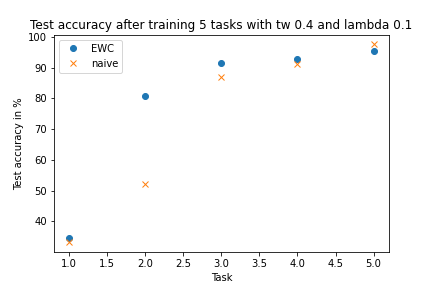 Test accuracy after training 5 tasks with tw 0.4 and lambda 0.1
100
90
80
70
60
50
40
Test accuracy in %
EWC
naive
1.0 1.5 2.0 2.5 3.0 3.5 4.0 4.5 5.0
Task